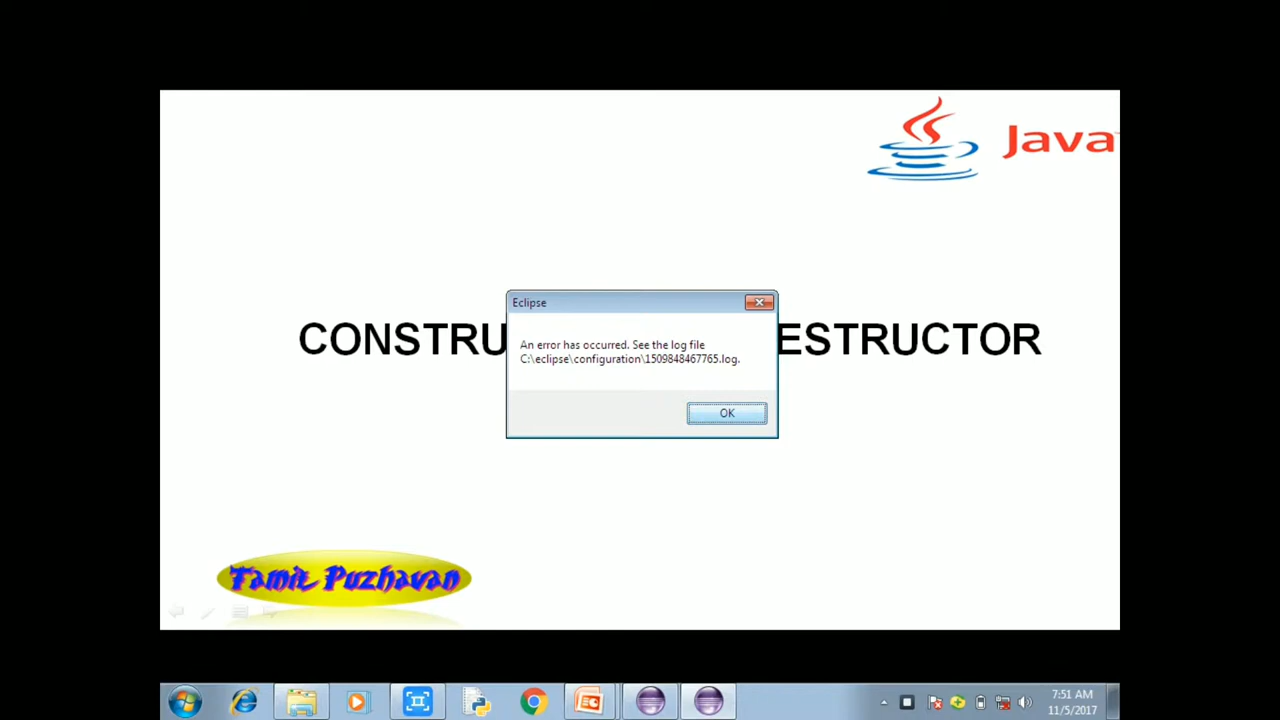 Java
Eclipse
An error has occurred. See the log file
C:\eclipse\configuration\1509848467765.log.
CONSTRU ESTRUCTOR
OK
Tamil Puzhavan
7:51 AM
11/5/2017